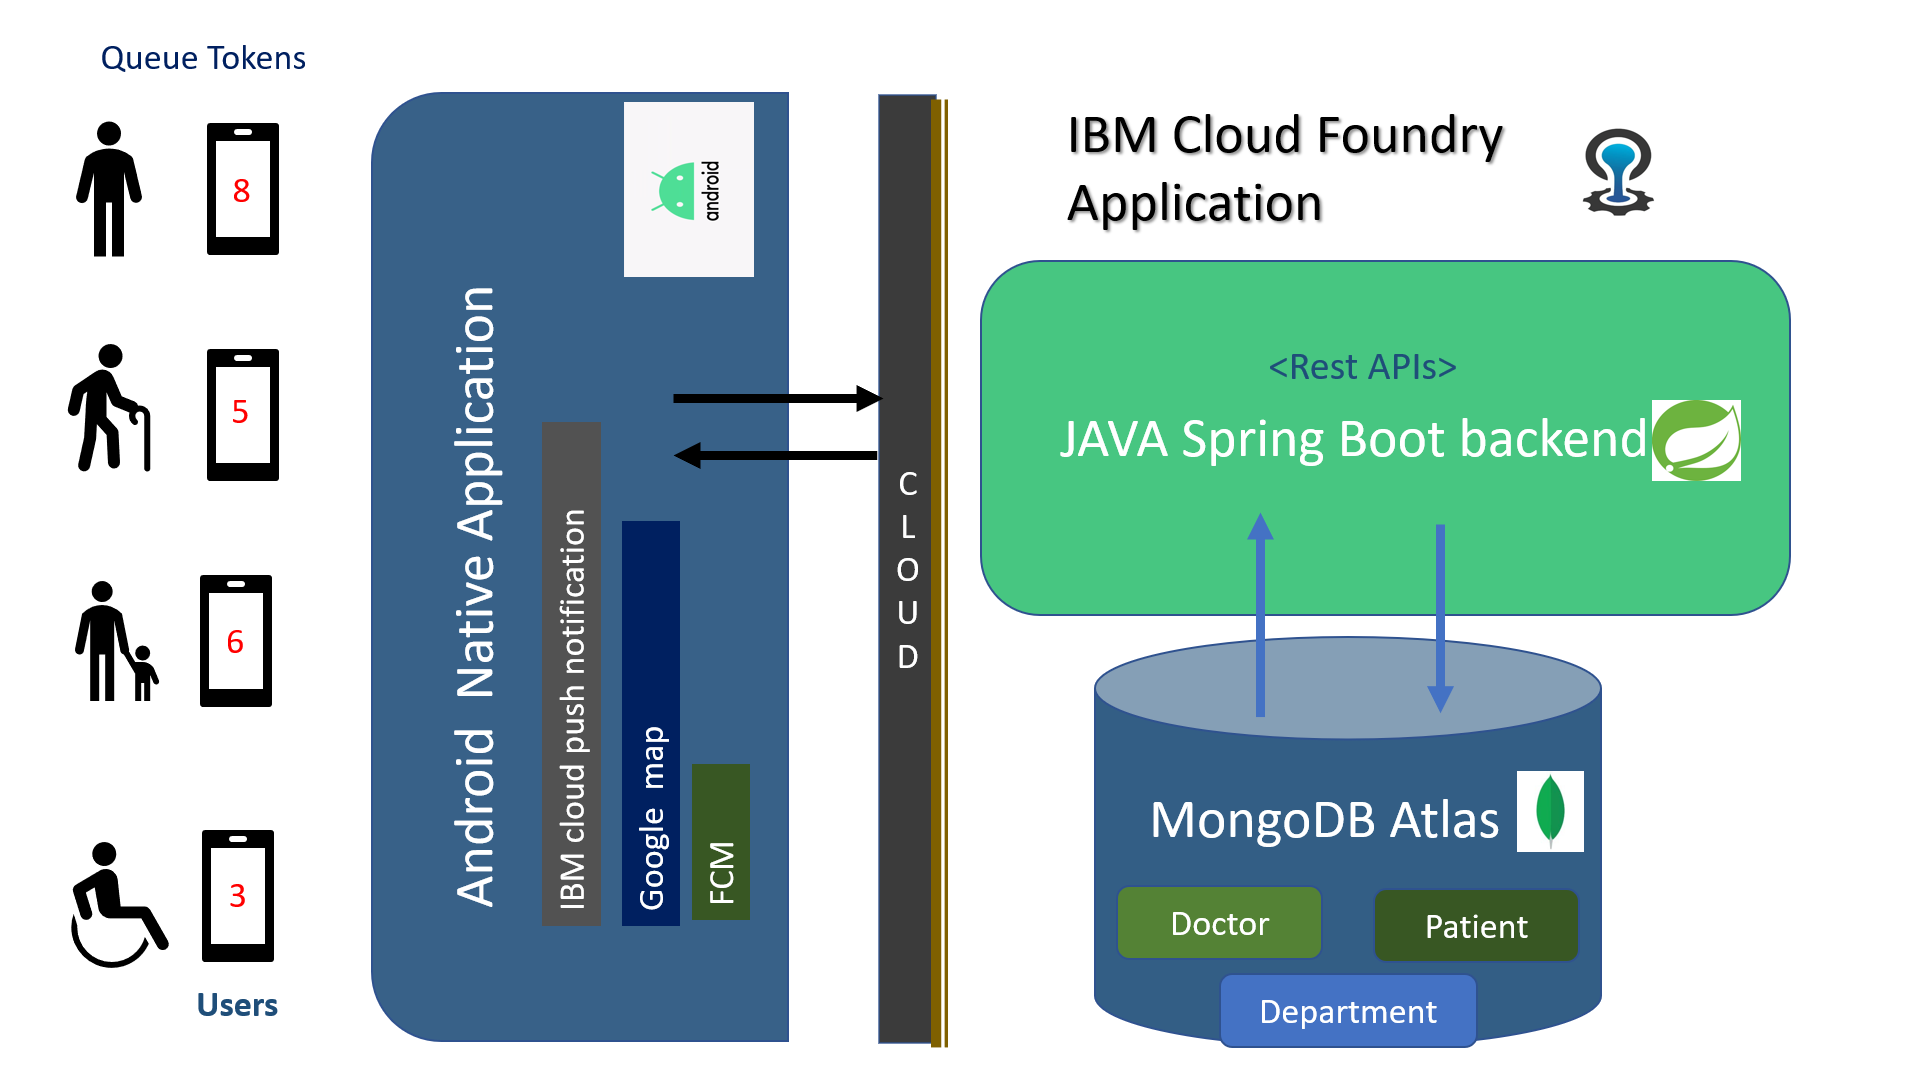 Queue Tokens
8
5
6
3
Users
Android Native Application
IBM cloud push notification
Google map
FCM
android
CLOUD
IBM Cloud Foundry
Application
<Rest APIs>
JAVA Spring Boot backend
MongoDB Atlas
Doctor
Patient
Department